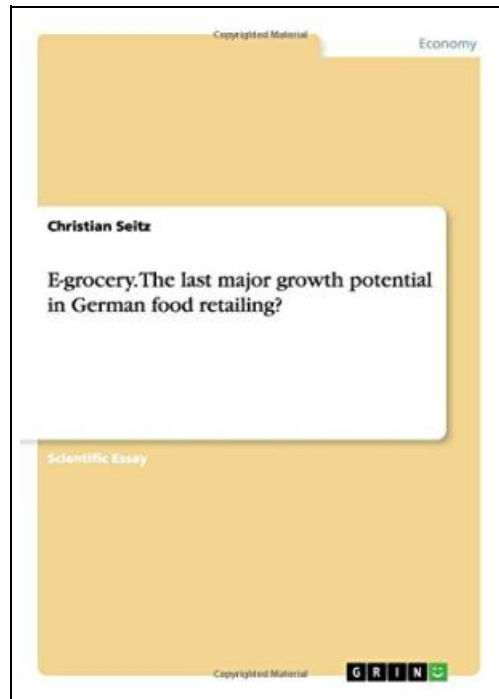 Copyrighted Material
Economy
Christian Seitz
E-grocery. The last major growth potential
in German food retailing?
Scientific Essay
Copyrighted Material
GRIN